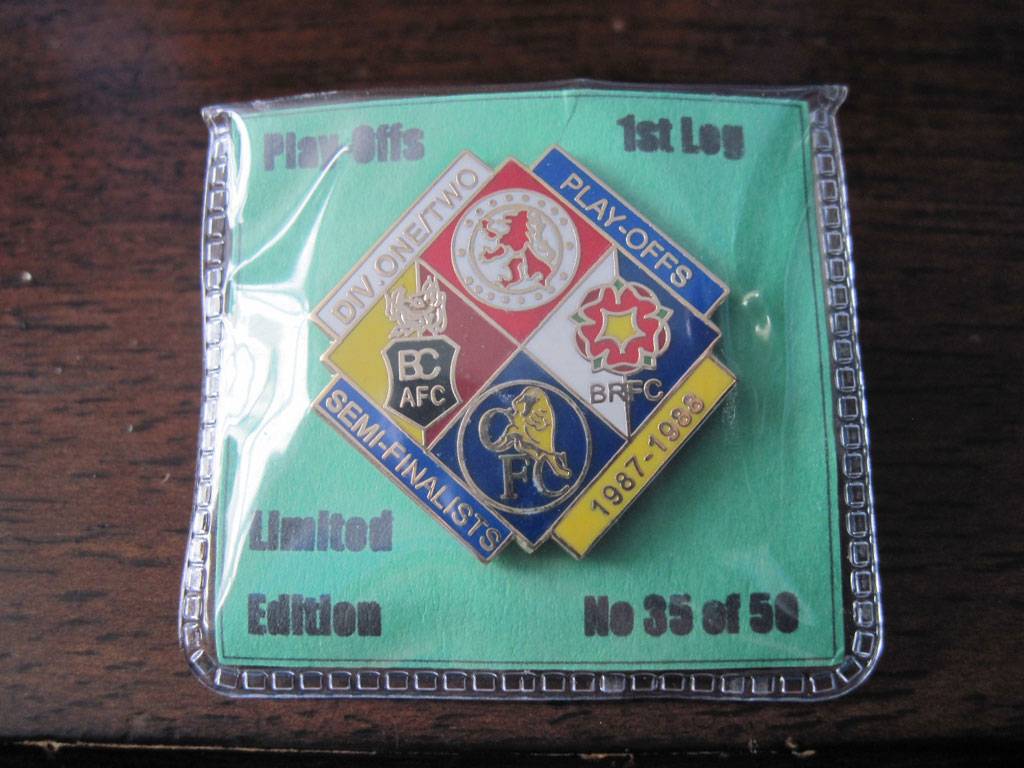 Play-Offs
1st Leg
DIV.ONE/TWO
PLAY-OFFS
BC
AFC
BRFC
CFC
SEMI-FINALISTS
1987-1988
Limited
Edition
No 35 of 50